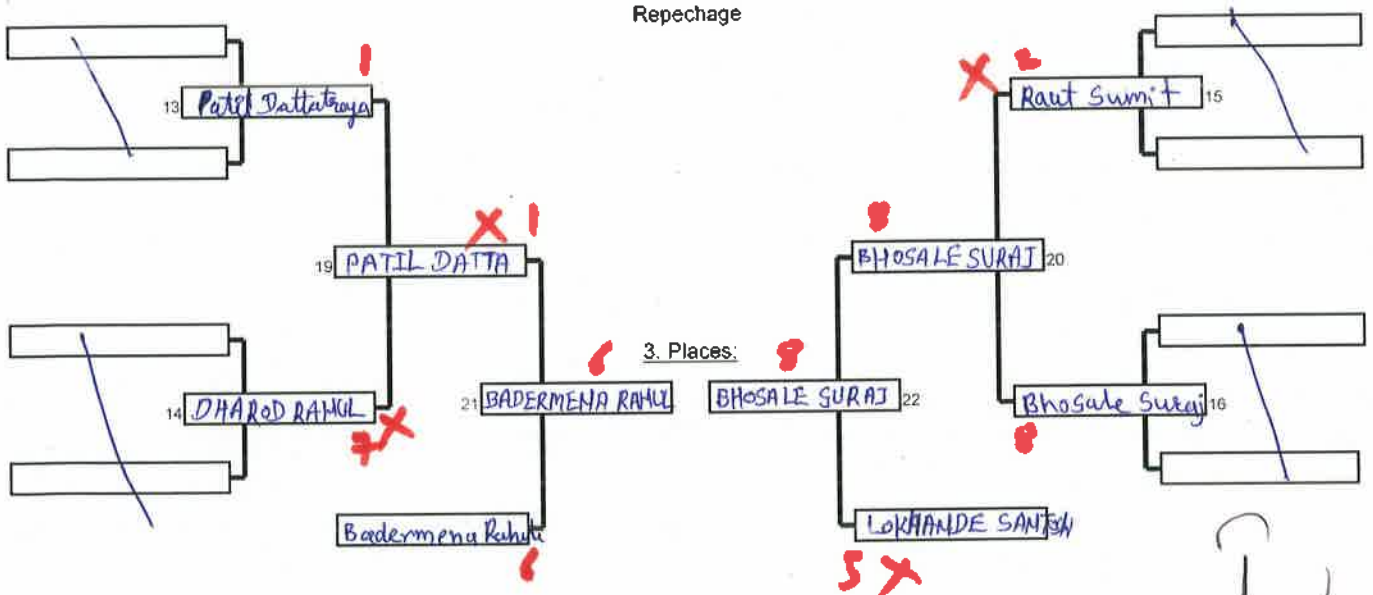 Repechage
1
X 2
13 Patil Dattatraya
Raut Sumit 15
X 1
8
19 PATIL DATTA
BHOSALE SURAJ 20
6 3. Places: 8
14 DHAROD RAHUL
21 BADERMENA RAHUL
BHOSALE SURAJ 22
Bhosale Suraj 16
7 X
8
Badermena Rahul
LOKHANDE SANTOSH
6
5 X